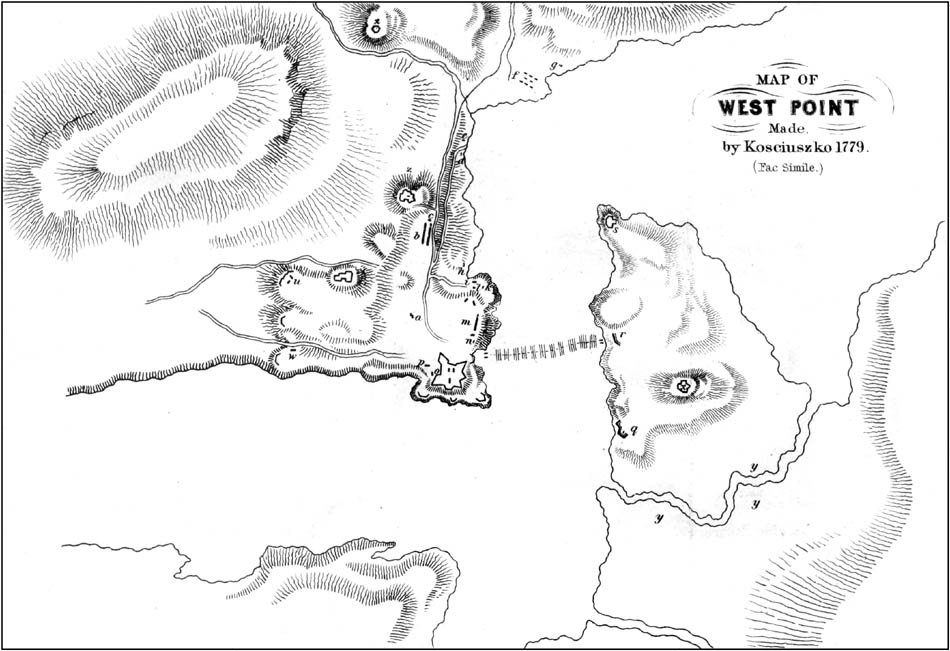 MAP OF
WEST POINT
Made.
by Kosciuszko 1779.
(Fac Simile.)
z
f
g
z
c
b
h
u
i
k
a
m
n
w
p
o
s
r
q
y
y
y